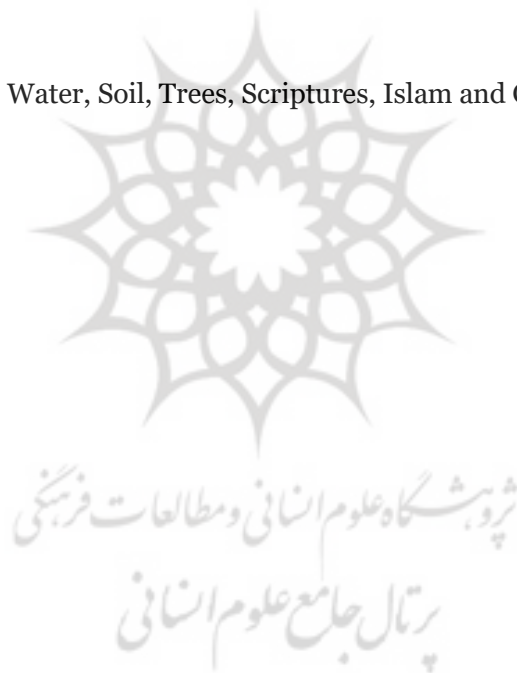 Water, Soil, Trees, Scriptures, Islam and
پژوهشگاه علوم انسانی و مطالعات فرهنگی
پرتال جامع علوم انسانی